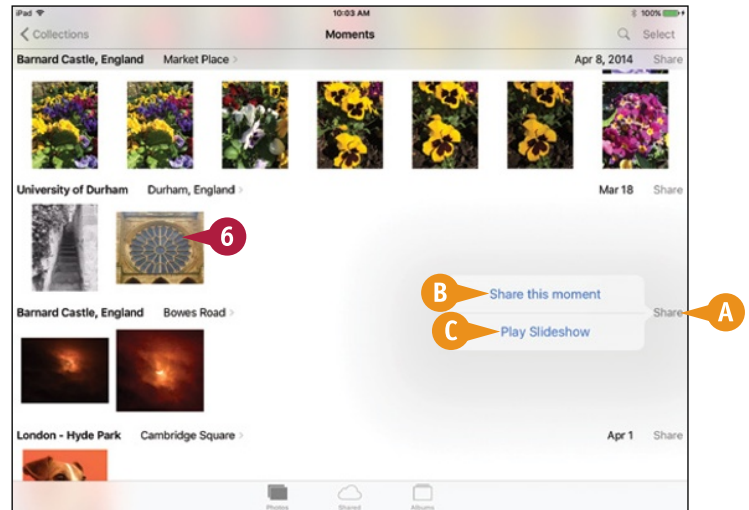 iPad 10:03 AM 100%
Collections Moments Select
Barnard Castle, England Market Place Apr 8, 2014 Share
University of Durham Durham, England Mar 18 Share
6
B Share this moment
Barnard Castle, England Bowes Road Share A
C Play Slideshow
London - Hyde Park Cambridge Square Apr 1 Share
Photos Shared Albums